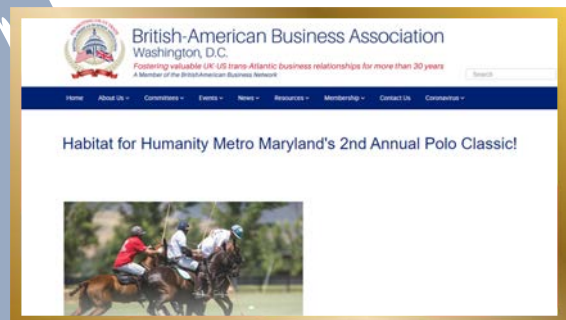 British-American Business Association
Washington, D.C.
Fostering valuable UK-US trans-Atlantic business relationships for more than 30 years
A Member of the BritishAmerican Business Network
Search
Home About Us Committees Events News Resources Membership Contact Us Coronavirus
Habitat for Humanity Metro Maryland's 2nd Annual Polo Classic!